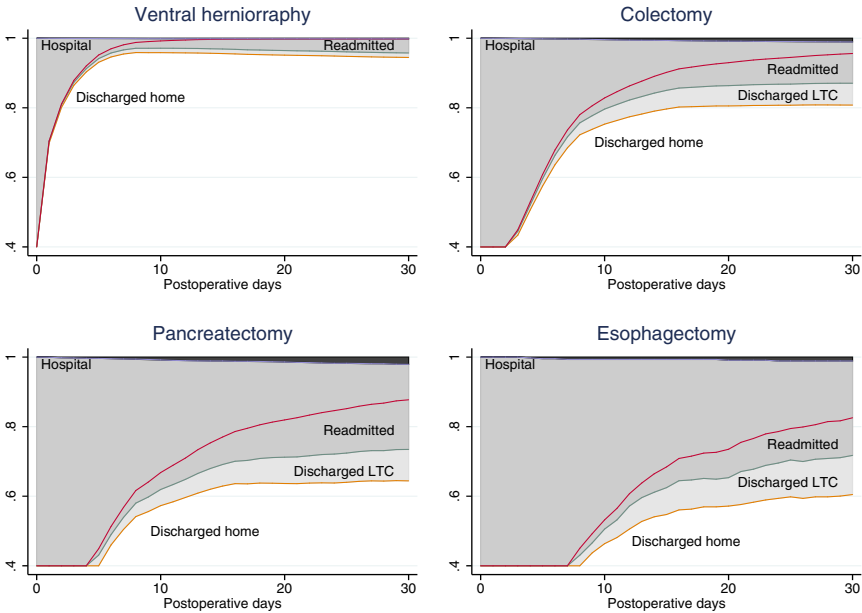 Ventral herniorraphy
Hospital
Readmitted
Discharged home
.4 .6 .8 1
0 10 20 30
Postoperative days
Colectomy
Hospital
Readmitted
Discharged LTC
Discharged home
.4 .6 .8 1
0 10 20 30
Postoperative days
Pancreatectomy
Hospital
Readmitted
Discharged LTC
Discharged home
.4 .6 .8 1
0 10 20 30
Postoperative days
Esophagectomy
Hospital
Readmitted
Discharged LTC
Discharged home
.4 .6 .8 1
0 10 20 30
Postoperative days